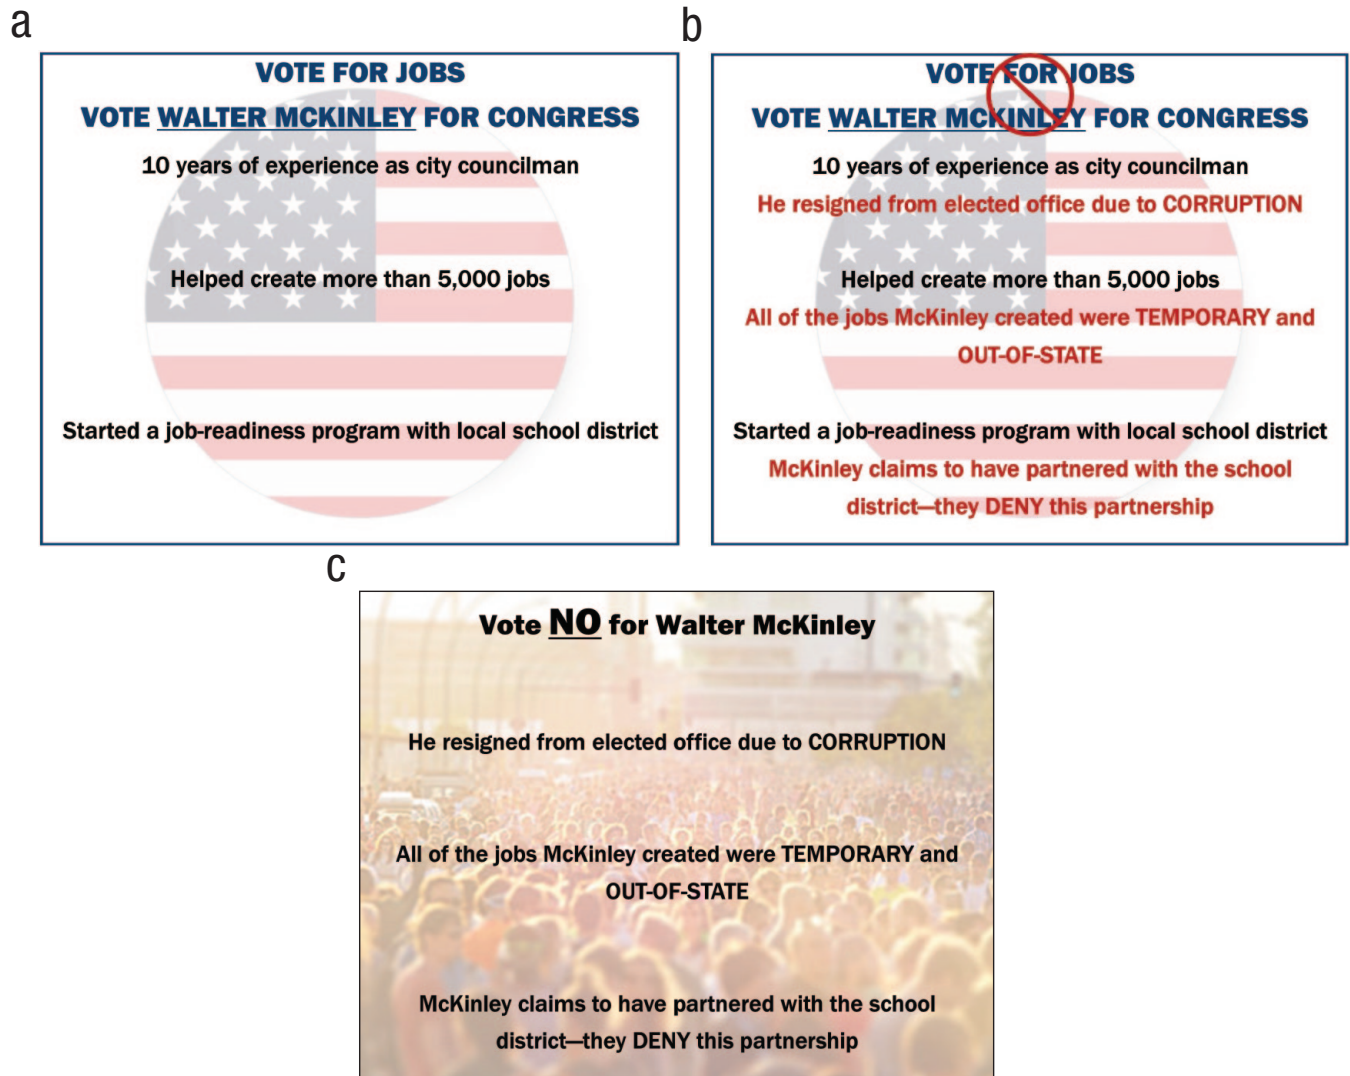 a
VOTE FOR JOBS
VOTE WALTER MCKINLEY FOR CONGRESS
10 years of experience as city councilman
Helped create more than 5,000 jobs
Started a job-readiness program with local school district
b
VOTE FOR JOBS
VOTE WALTER MCKINLEY FOR CONGRESS
10 years of experience as city councilman
He resigned from elected office due to CORRUPTION
Helped create more than 5,000 jobs
All of the jobs McKinley created were TEMPORARY and
OUT-OF-STATE
Started a job-readiness program with local school district
McKinley claims to have partnered with the school
district—they DENY this partnership
c
Vote NO for Walter McKinley
He resigned from elected office due to CORRUPTION
All of the jobs McKinley created were TEMPORARY and
OUT-OF-STATE
McKinley claims to have partnered with the school
district—they DENY this partnership